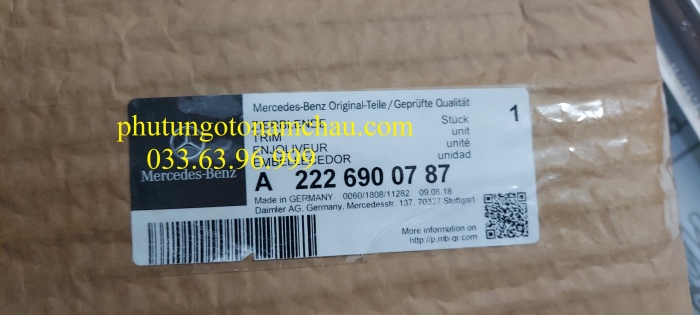 Mercedes-Benz Original-Teile/Geprüfte Qualität
Stück 1
phutungotonamchau.com
TRIM unit
ENJOLIVEUR unité
unidad
033.63.96.999
Mercedes-Benz
A 222 690 07 87
Made in GERMANY 0060/1808/11282 09.08.18
Daimler AG, Germany, Mercedesstr. 137, 70327 Stuttgart
More information on
http://p.mb-qr.com